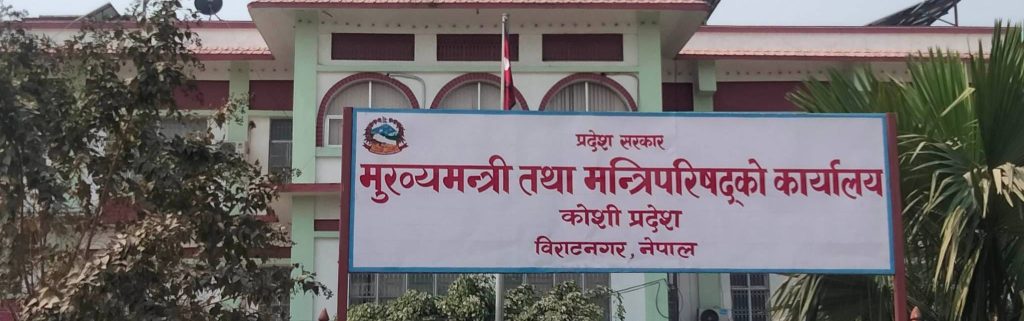 प्रदेश सरकार
मुख्यमन्त्री तथा मन्त्रिपरिषद्को कार्यालय
कोशी प्रदेश
विराटनगर, नेपाल